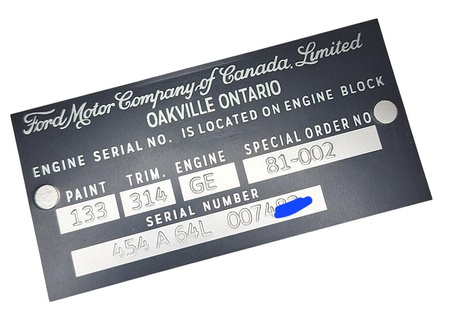 Ford Motor Company of Canada, Limited
OAKVILLE ONTARIO
ENGINE SERIAL NO. IS LOCATED ON ENGINE BLOCK
PAINT TRIM. ENGINE SPECIAL ORDER NO
133 314 GE 81-002
SERIAL NUMBER
454 A 64L 0074